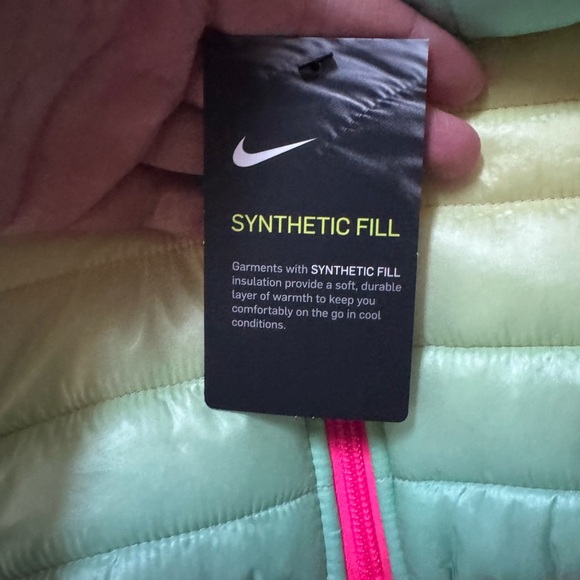 SYNTHETIC FILL
Garments with SYNTHETIC FILL
insulation provide a soft, durable
layer of warmth to keep you
comfortably on the go in cool
conditions.